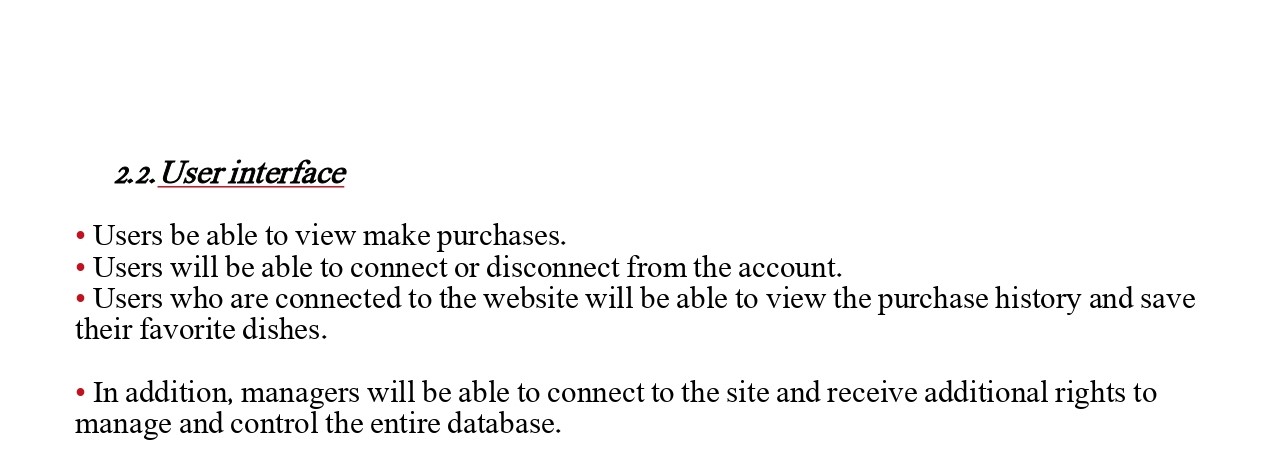 2.2. User interface
• Users be able to view make purchases.
• Users will be able to connect or disconnect from the account.
• Users who are connected to the website will be able to view the purchase history and save
their favorite dishes.
• In addition, managers will be able to connect to the site and receive additional rights to
manage and control the entire database.